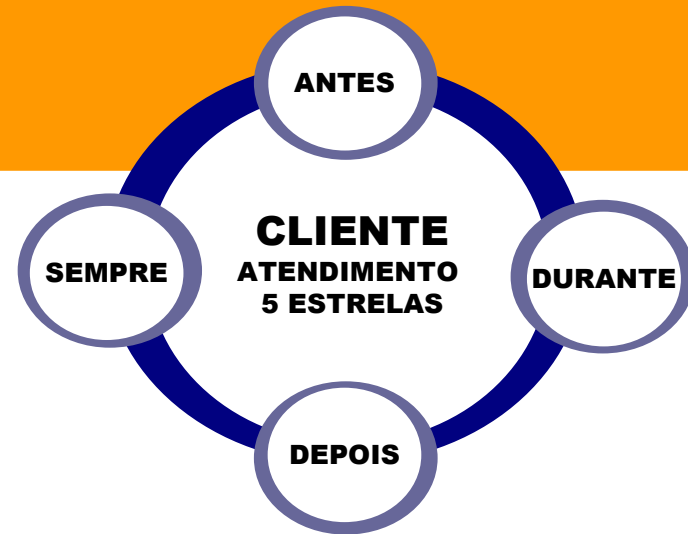 ANTES
CLIENTE
ATENDIMENTO
5 ESTRELAS
SEMPRE
DURANTE
DEPOIS